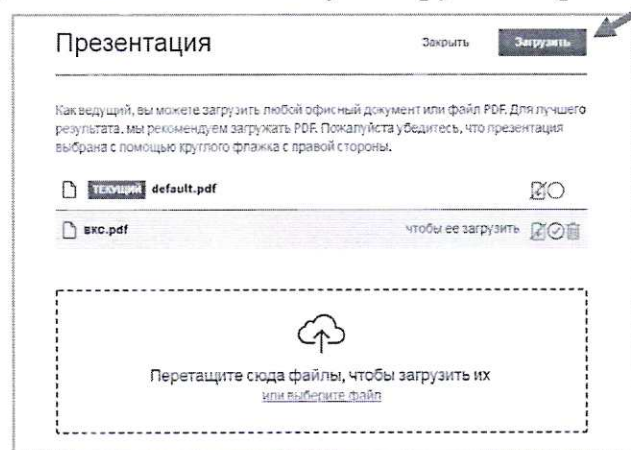 Презентация
Закрыть
Загрузить
Как ведущий, вы можете загрузить любой офисный документ или файл PDF. Для лучшего
результата, мы рекомендуем загружать PDF. Пожалуйста убедитесь, что презентация
выбрана с помощью круглого флажка с правой стороны.
ТЕКУЩИЙ default.pdf
вкс.pdf
чтобы ее загрузить
Перетащите сюда файлы, чтобы загрузить их
или выберите файл